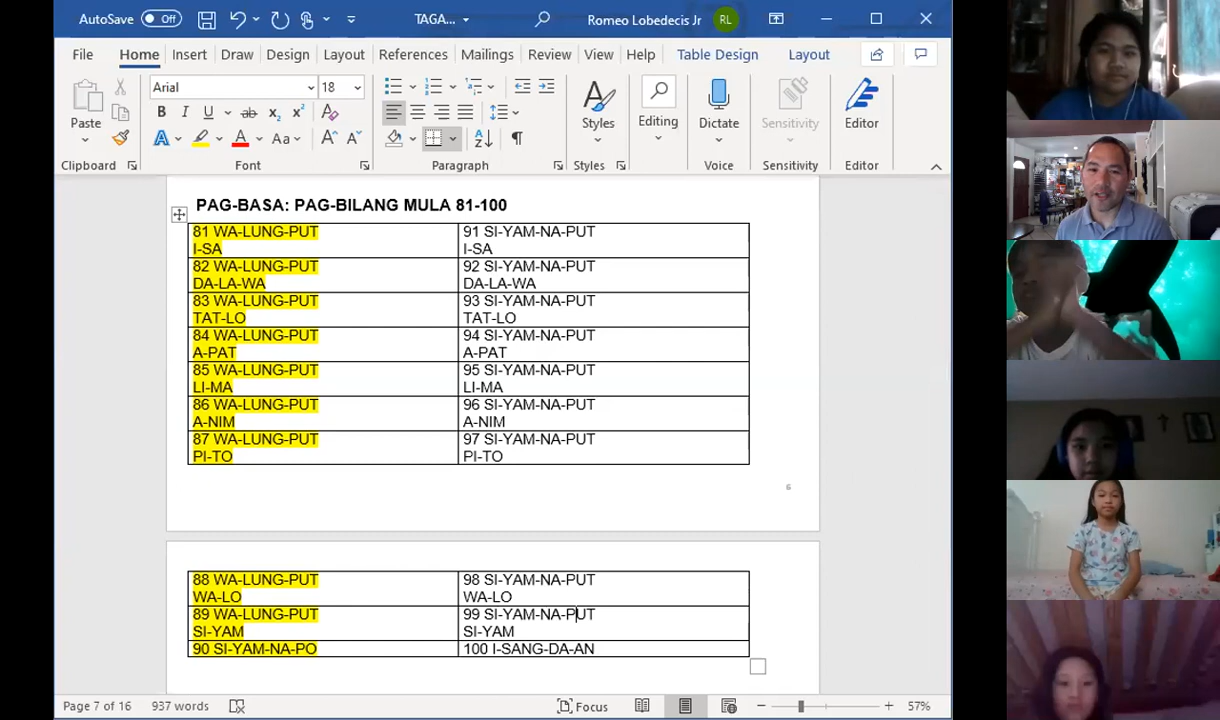 AutoSave Off TAGA... Romeo Lobedecis Jr RL
File Home Insert Draw Design Layout References Mailings Review View Help Table Design Layout
Arial 18
Paste Styles Editing Dictate Sensitivity Editor
Clipboard Font Paragraph Styles Voice Sensitivity Editor
PAG-BASA: PAG-BILANG MULA 81-100
81 WA-LUNG-PUT
I-SA
91 SI-YAM-NA-PUT
I-SA
82 WA-LUNG-PUT
DA-LA-WA
92 SI-YAM-NA-PUT
DA-LA-WA
83 WA-LUNG-PUT
TAT-LO
93 SI-YAM-NA-PUT
TAT-LO
84 WA-LUNG-PUT
A-PAT
94 SI-YAM-NA-PUT
A-PAT
85 WA-LUNG-PUT
LI-MA
95 SI-YAM-NA-PUT
LI-MA
86 WA-LUNG-PUT
A-NIM
96 SI-YAM-NA-PUT
A-NIM
87 WA-LUNG-PUT
PI-TO
97 SI-YAM-NA-PUT
PI-TO
6
88 WA-LUNG-PUT
WA-LO
98 SI-YAM-NA-PUT
WA-LO
89 WA-LUNG-PUT
SI-YAM
99 SI-YAM-NA-PUT
SI-YAM
90 SI-YAM-NA-PO
100 I-SANG-DA-AN
Page 7 of 16 937 words Focus 57%